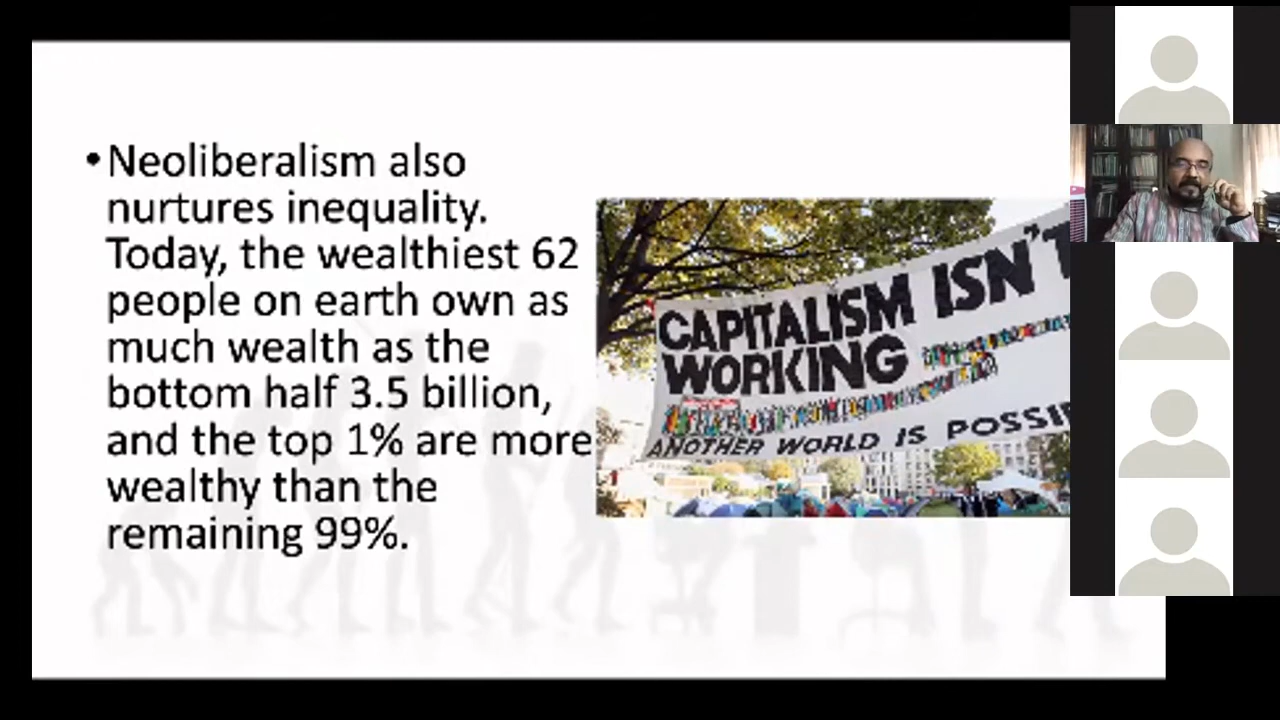 •Neoliberalism also
nurtures inequality.
Today, the wealthiest 62
people on earth own as
much wealth as the
bottom half 3.5 billion,
and the top 1% are more
wealthy than the
remaining 99%.
CAPITALISM ISN'T
WORKING
ANOTHER WORLD IS POSSI